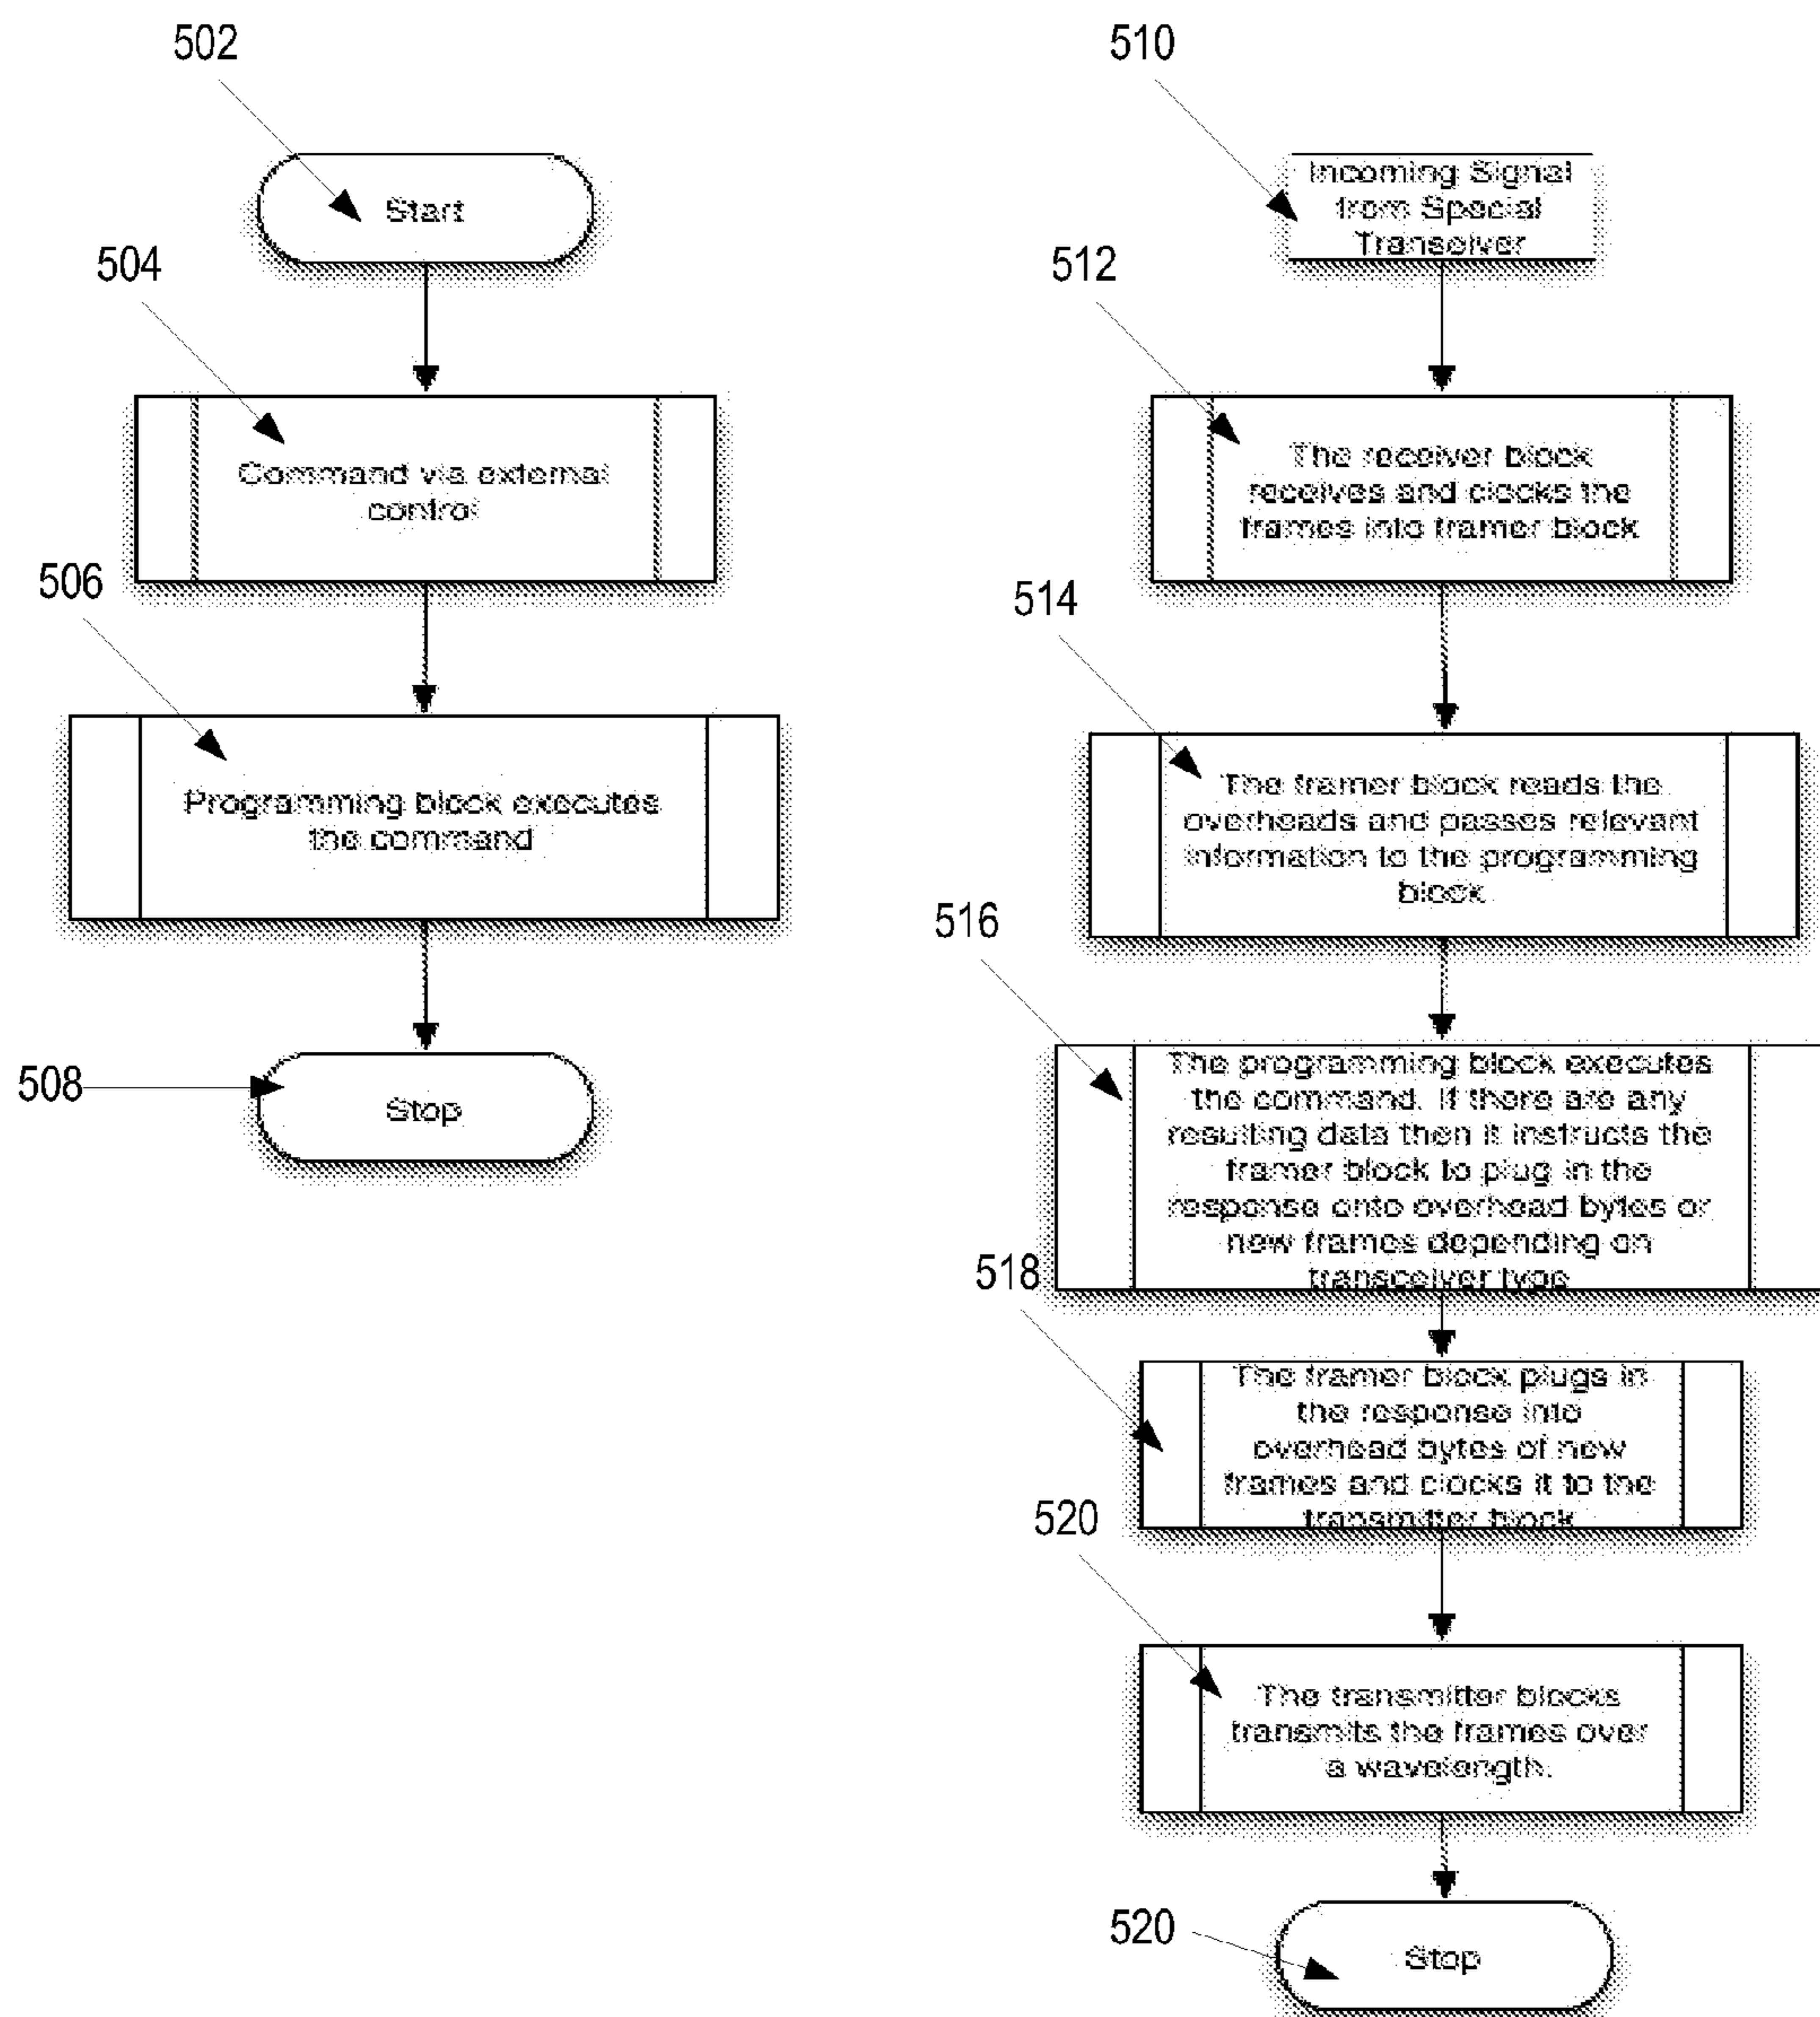 502
Start
504
Command via external
control
506
Programming block executes
the command
508
Stop
510
Incoming Signal
from Special
Transeiver
512
The receiver block
receives and clocks the
frames into framer block
514
The framer block reads the
overheads and passes relevant
information to the programming
block
516
The programming block executes
the command. If there are any
resulting data then it instructs the
framer block to plug in the
response onto overhead bytes or
new frames depending on
transceiver type
518
The framer block plugs in
the response into
overhead bytes of new
frames and clocks it to the
transmitter block
520
The transmitter blocks
transmits the frames over
a wavelength.
520
Stop